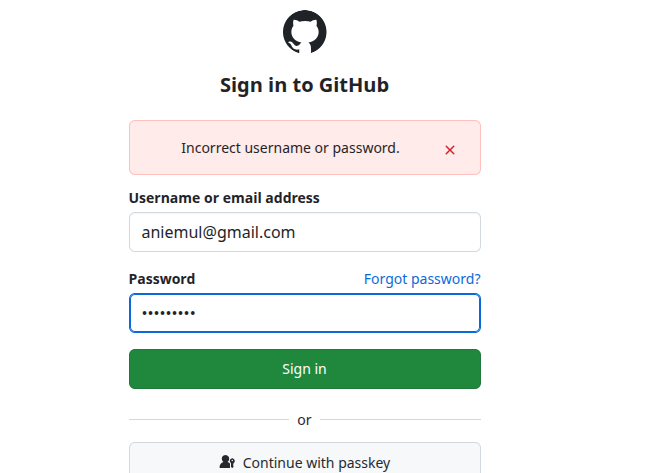 Sign in to GitHub
Incorrect username or password.
Username or email address
aniemul@gmail.com
Password Forgot password?
•••••••••
Sign in
or
Continue with passkey